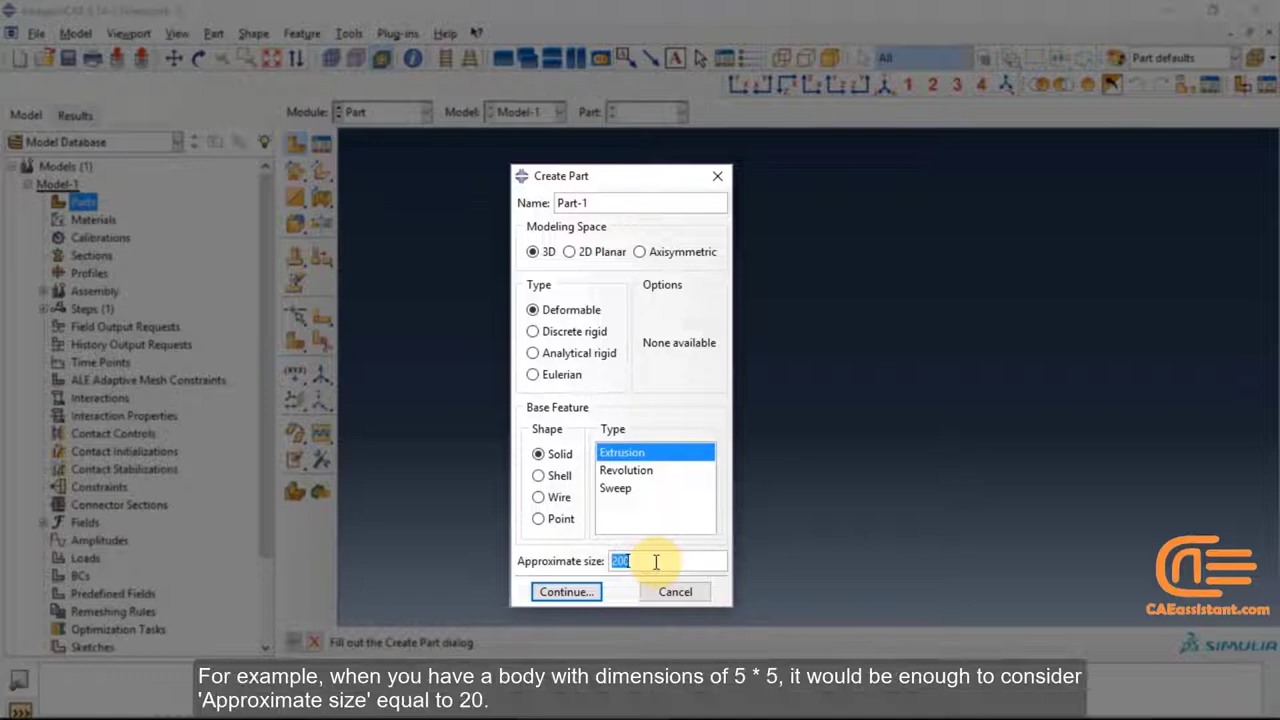 File Model Viewport View Part Shape Feature Tools Plug-ins Help
All Part defaults
1 2 3 4
Model Results
Module: Part Model: Model-1 Part:
Model Database
Models (1)
Model-1
Parts
Materials
Calibrations
Sections
Profiles
Assembly
Steps (1)
Field Output Requests
History Output Requests
Time Points
ALE Adaptive Mesh Constraints
Interactions
Interaction Properties
Contact Controls
Contact Initializations
Contact Stabilizations
Constraints
Connector Sections
Fields
Amplitudes
Loads
BCs
Predefined Fields
Remeshing Rules
Optimization Tasks
Sketches
Create Part
Name: Part-1
Modeling Space
3D 2D Planar Axisymmetric
Type Options
Deformable
Discrete rigid
None available
Analytical rigid
Eulerian
Base Feature
Shape Type
Solid Extrusion
Shell Revolution
Wire Sweep
Point
Approximate size: 200
Continue... Cancel
Fill out the Create Part dialog
CAEassistant.com
SIMULIA
For example, when you have a body with dimensions of 5 * 5, it would be enough to consider
'Approximate size' equal to 20.